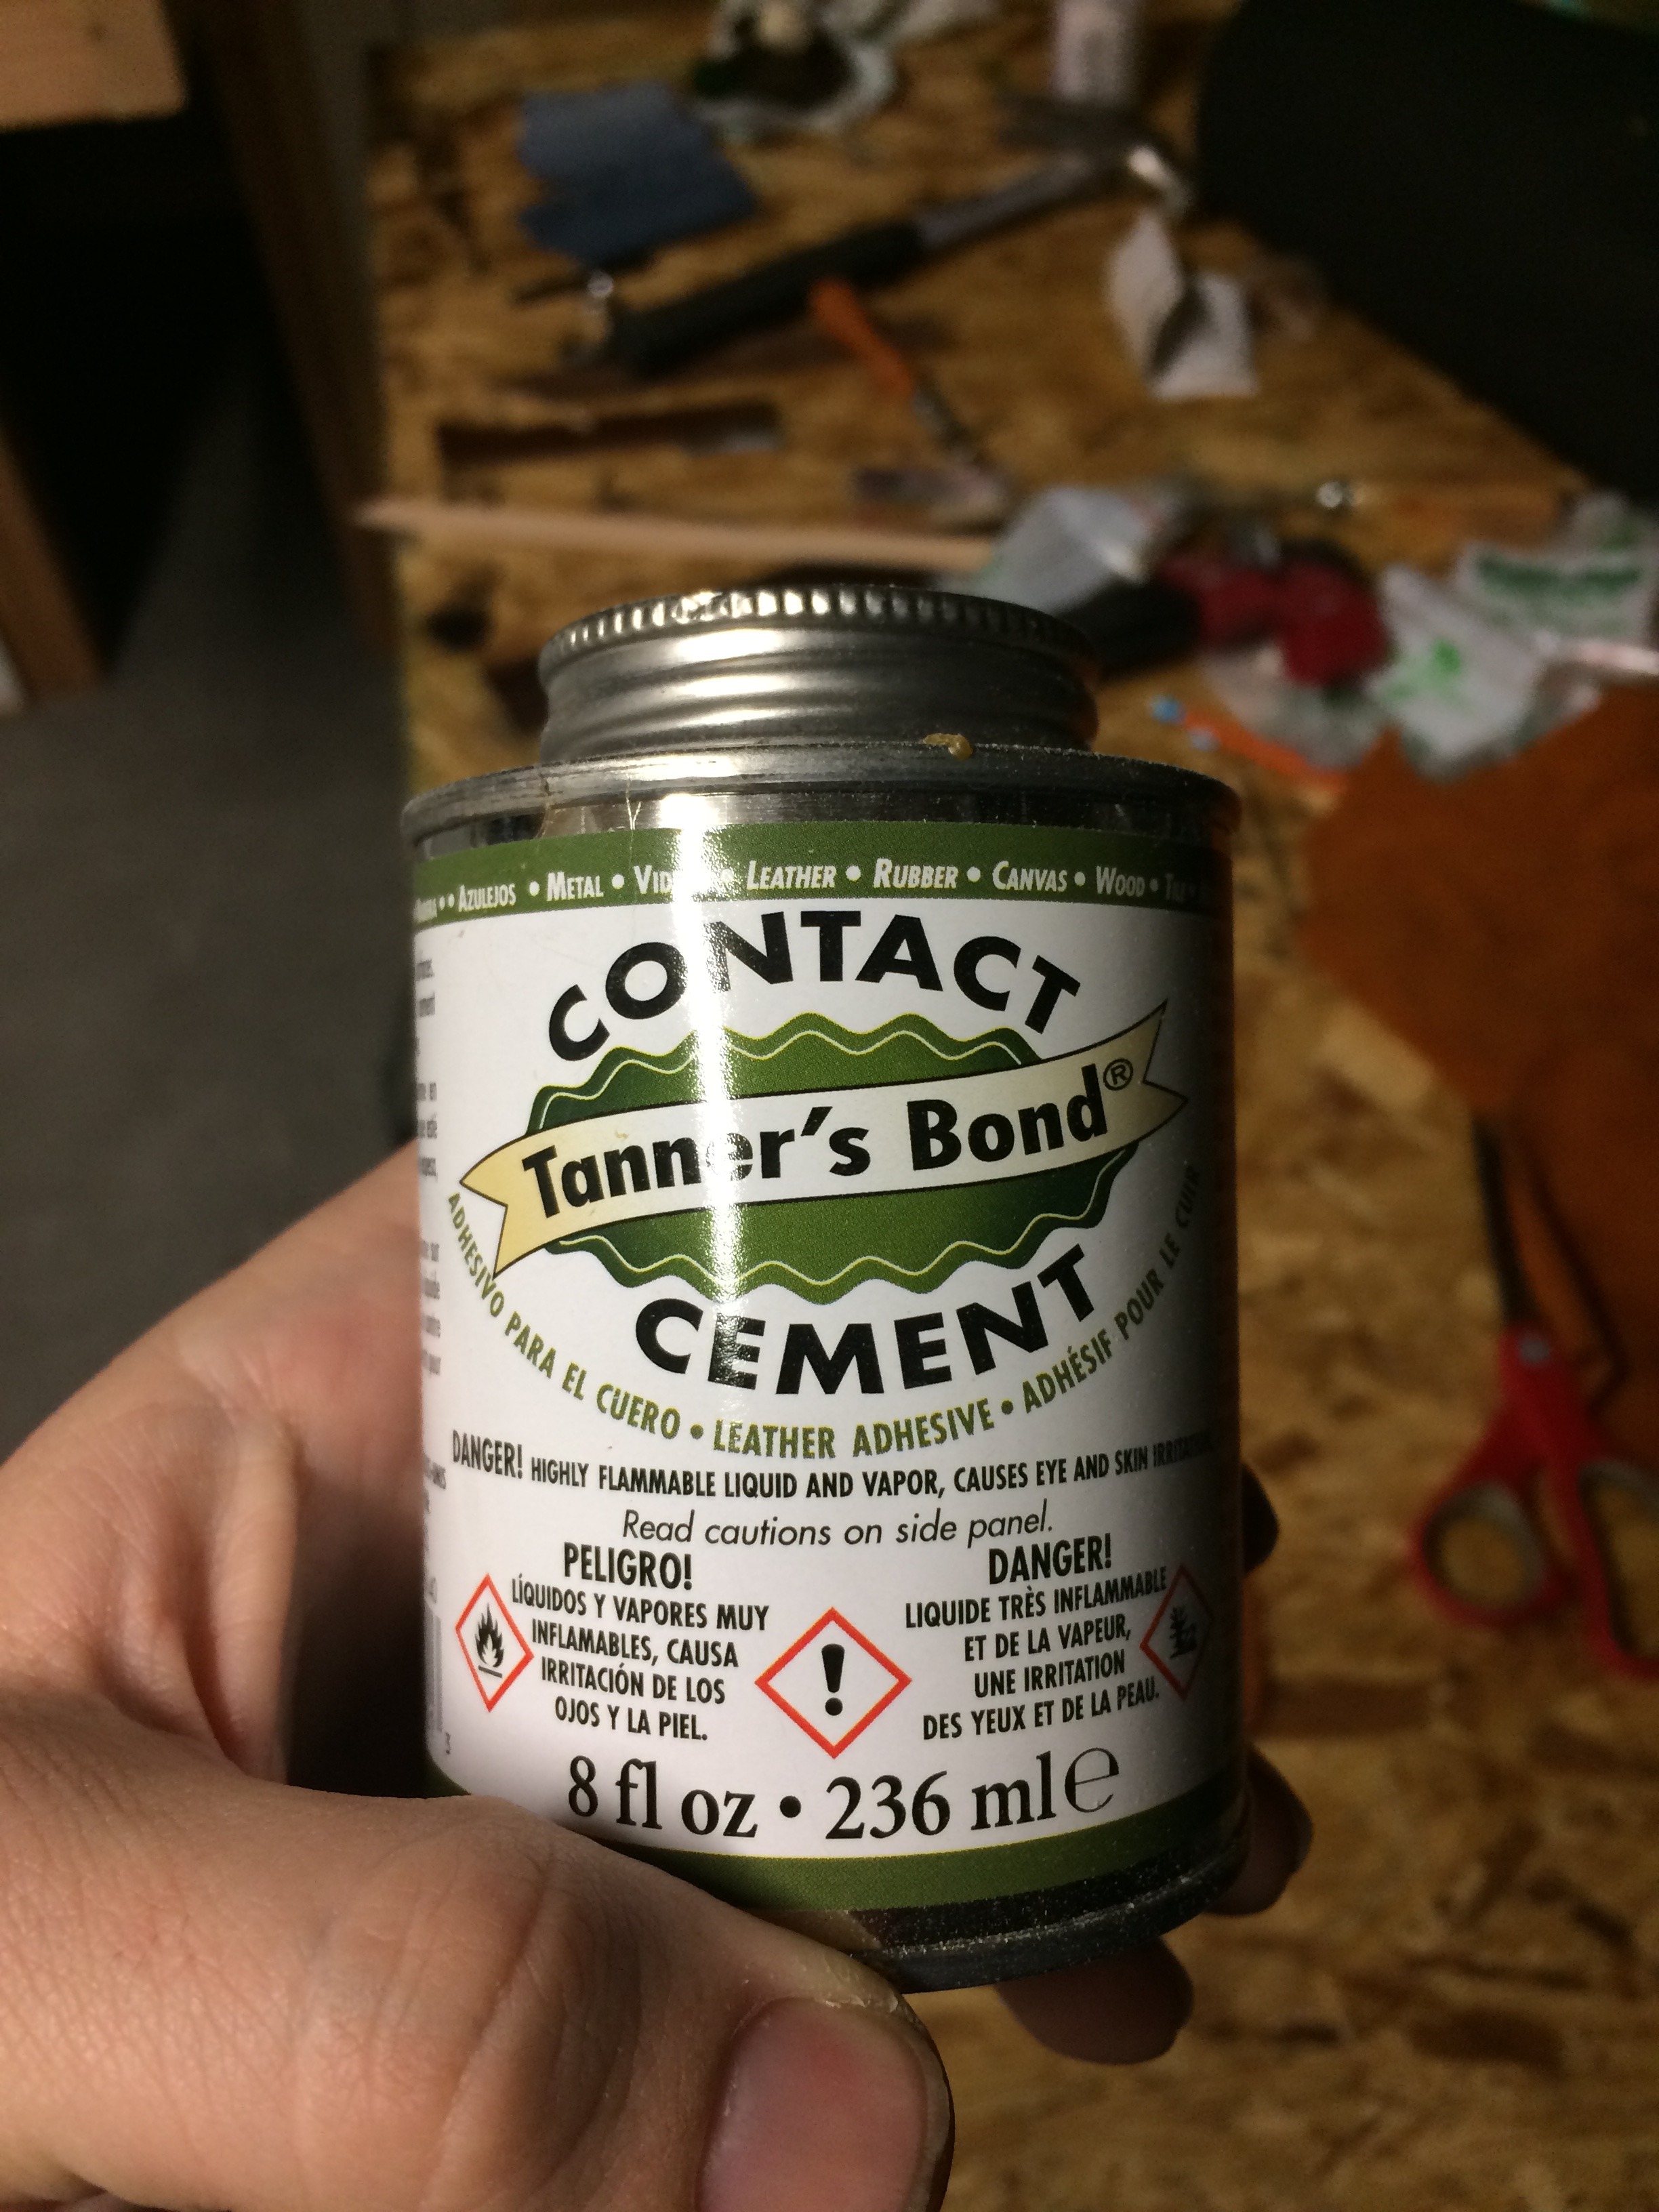 • AZULEJOS • METAL • VID • LEATHER • RUBBER • CANVAS • WOOD •
CONTACT
Tanner's Bond®
CEMENT
ADHESIVO PARA EL CUERO • LEATHER ADHESIVE • ADHÉSIF POUR LE CUIR
DANGER! HIGHLY FLAMMABLE LIQUID AND VAPOR, CAUSES EYE AND SKIN
Read cautions on side panel.
PELIGRO!
LÍQUIDOS Y VAPORES MUY
INFLAMABLES, CAUSA
IRRITACIÓN DE LOS
OJOS Y LA PIEL.
DANGER!
LIQUIDE TRÈS INFLAMMABLE
ET DE LA VAPEUR,
UNE IRRITATION
DES YEUX ET DE LA PEAU.
8 fl oz • 236 ml ℮